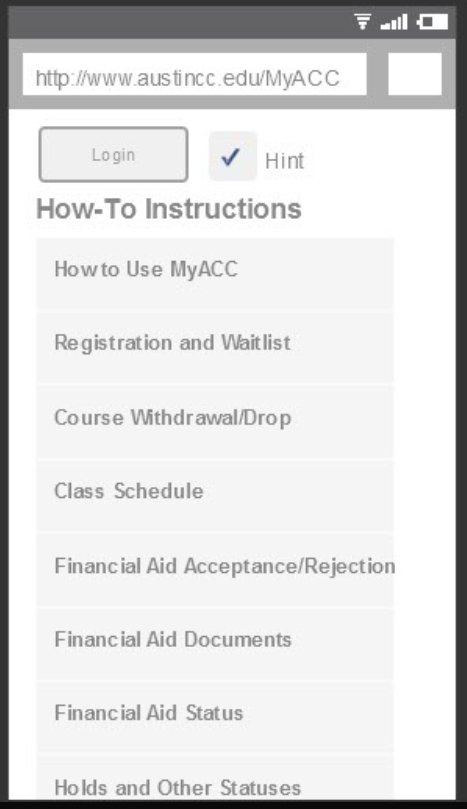 http://www.austincc.edu/MyACC
Login
Hint
How-To Instructions
How to Use MyACC
Registration and Waitlist
Course Withdrawal/Drop
Class Schedule
Financial Aid Acceptance/Rejection
Financial Aid Documents
Financial Aid Status
Holds and Other Statuses